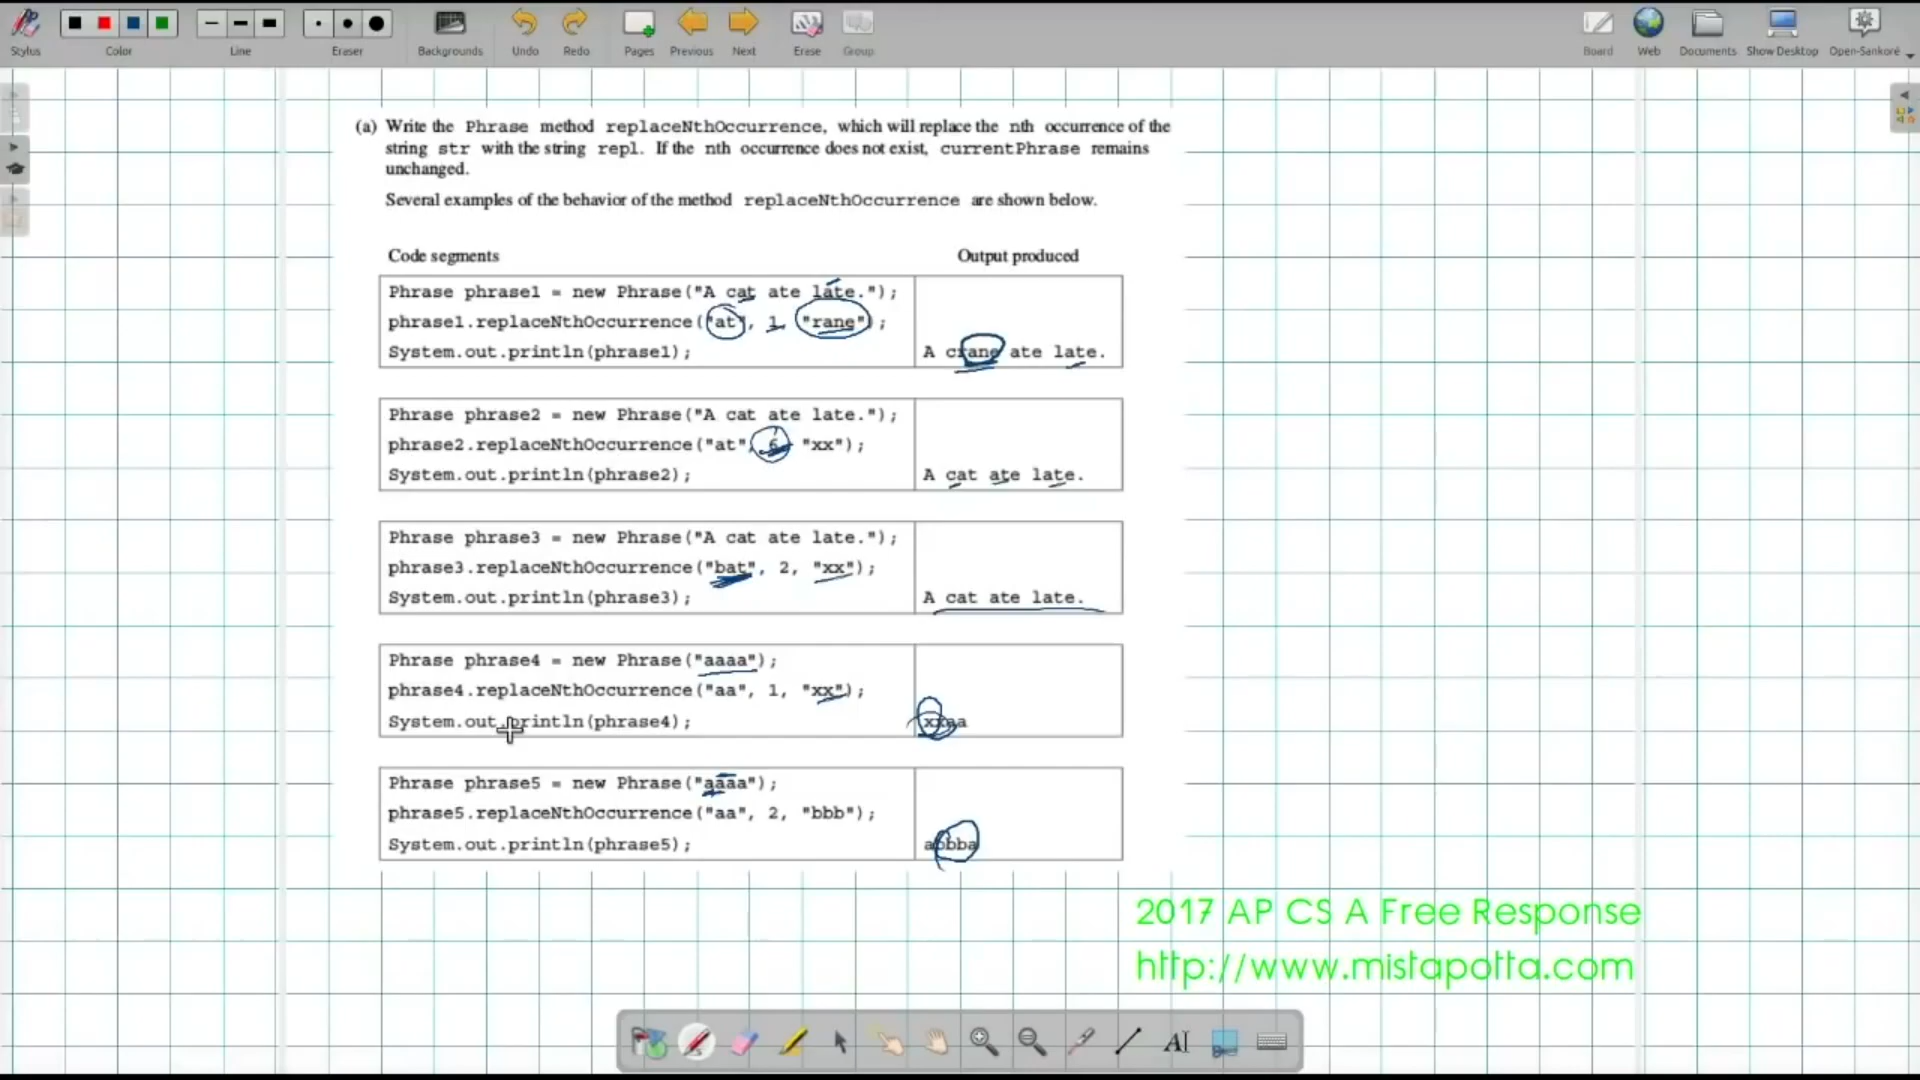 Stylus
Color
Line
Eraser
Backgrounds
Undo
Redo
Pages
Previous
Next
Erase
Group
Board
Web
Documents
Show Desktop
Open-Sankoré
(a) Write the Phrase method replaceNthOccurrence, which will replace the nth occurrence of the
string str with the string repl. If the nth occurrence does not exist, currentPhrase remains
unchanged.
Several examples of the behavior of the method replaceNthOccurrence are shown below.
Code segments
Output produced
Phrase phrase1 = new Phrase("A cat ate late.");
phrase1.replaceNthOccurrence("at", 1, "rane");
System.out.println(phrase1);
A crane ate late.
Phrase phrase2 = new Phrase("A cat ate late.");
phrase2.replaceNthOccurrence("at", 6, "xx");
System.out.println(phrase2);
A cat ate late.
Phrase phrase3 = new Phrase("A cat ate late.");
phrase3.replaceNthOccurrence("bat", 2, "xx");
System.out.println(phrase3);
A cat ate late.
Phrase phrase4 = new Phrase("aaaa");
phrase4.replaceNthOccurrence("aa", 1, "xx");
System.out.println(phrase4);
xxaa
Phrase phrase5 = new Phrase("aaaa");
phrase5.replaceNthOccurrence("aa", 2, "bbb");
System.out.println(phrase5);
abbba
2017 AP CS A Free Response
http://www.mistapotta.com